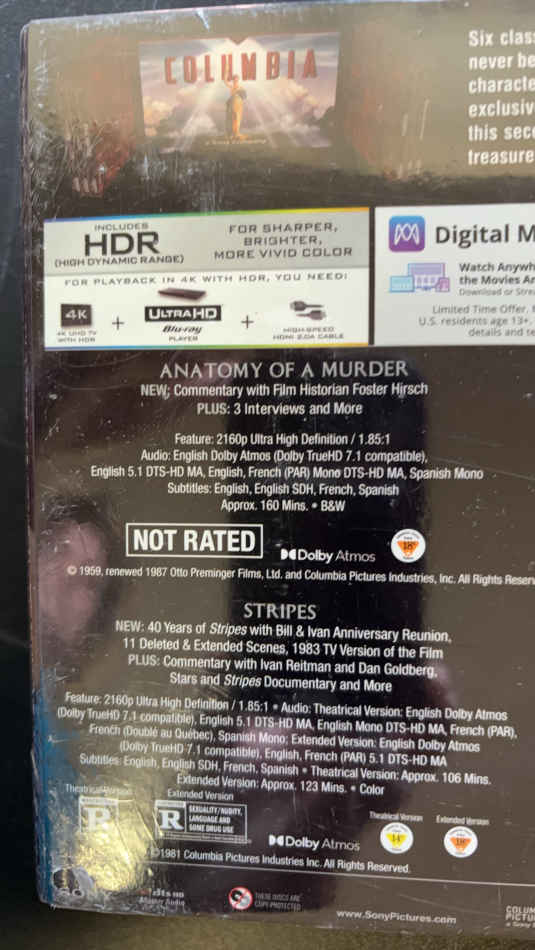 COLUMBIA
a Sony Company
Six clas
never be
characte
exclusiv
this sec
treasure
INCLUDES
HDR
(HIGH DYNAMIC RANGE)
FOR SHARPER,
BRIGHTER,
MORE VIVID COLOR
FOR PLAYBACK IN 4K WITH HDR, YOU NEED:
4K
4K UHD TV
WITH HDR
+
ULTRAHD
Blu-ray
PLAYER
+
HIGH-SPEED
HDMI 2.0A CABLE
Digital M
Watch Anywh
the Movies An
Download or Strea
Limited Time Offer.
U.S. residents age 13+.
details and te
ANATOMY OF A MURDER
NEW: Commentary with Film Historian Foster Hirsch
PLUS: 3 Interviews and More
Feature: 2160p Ultra High Definition / 1.85:1
Audio: English Dolby Atmos (Dolby TrueHD 7.1 compatible),
English 5.1 DTS-HD MA, English, French (PAR) Mono DTS-HD MA, Spanish Mono
Subtitles: English, English SDH, French, Spanish
Approx. 160 Mins. • B&W
NOT RATED
Dolby Atmos
18
© 1959, renewed 1987 Otto Preminger Films, Ltd. and Columbia Pictures Industries, Inc. All Rights Reserv
STRIPES
NEW: 40 Years of Stripes with Bill & Ivan Anniversary Reunion,
11 Deleted & Extended Scenes, 1983 TV Version of the Film
PLUS: Commentary with Ivan Reitman and Dan Goldberg,
Stars and Stripes Documentary and More
Feature: 2160p Ultra High Definition / 1.85:1 • Audio: Theatrical Version: English Dolby Atmos
(Dolby TrueHD 7.1 compatible), English 5.1 DTS-HD MA, English Mono DTS-HD MA, French (PAR),
French (Doublé au Québec), Spanish Mono; Extended Version: English Dolby Atmos
(Dolby TrueHD 7.1 compatible), English, French (PAR) 5.1 DTS-HD MA
Subtitles: English, English SDH, French, Spanish • Theatrical Version: Approx. 106 Mins.
Extended Version: Approx. 123 Mins. • Color
Theatrical Version
Extended Version
R
RESTRICTED
R
SEXUALITY/NUDITY,
LANGUAGE AND
SOME DRUG USE
Dolby Atmos
Theatrical Version
14
Extended Version
18
©1981 Columbia Pictures Industries Inc. All Rights Reserved.
dts HD
Master Audio
THESE DISCS ARE
COPY-PROTECTED
www.SonyPictures.com
COLUM
PICTU
a Sony